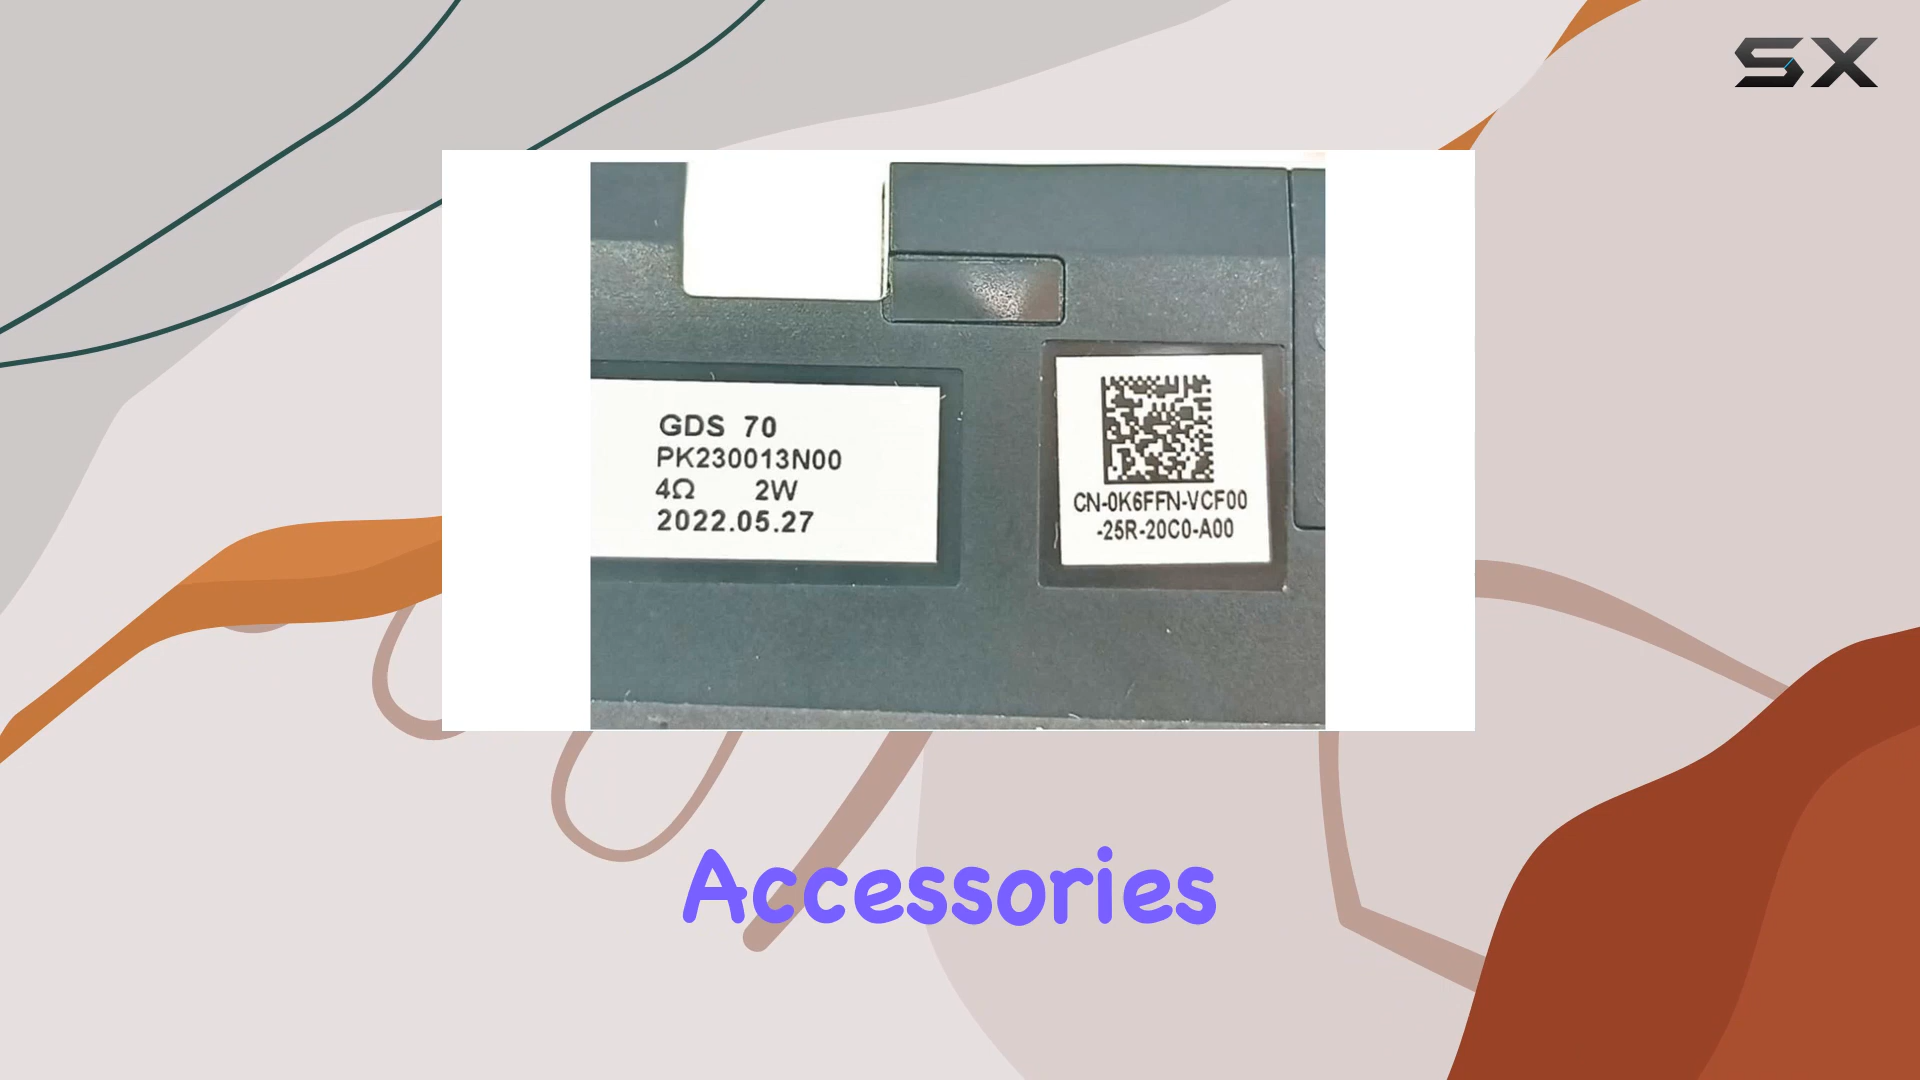 SX
GDS 70
PK230013N00
4Ω 2W
2022.05.27
CN-0K6FFN-VCF00
-25R-20C0-A00
Accessories